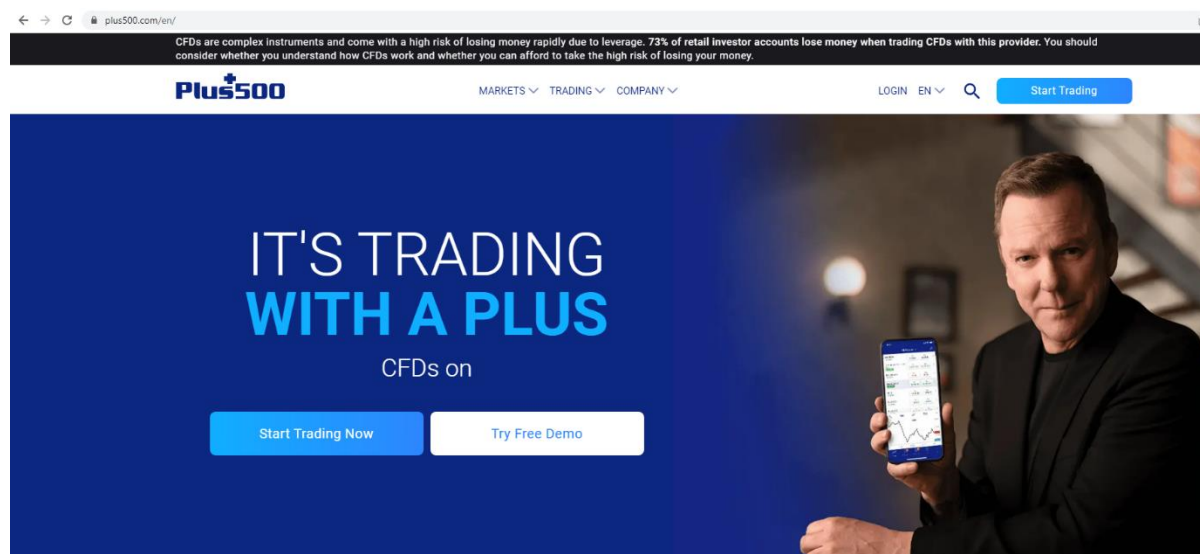 plus500.com/en/
CFDs are complex instruments and come with a high risk of losing money rapidly due to leverage. 73% of retail investor accounts lose money when trading CFDs with this provider. You should
consider whether you understand how CFDs work and whether you can afford to take the high risk of losing your money.
Plus500
MARKETS TRADING COMPANY
LOGIN EN
Start Trading
IT'S TRADING
WITH A PLUS
CFDs on
Start Trading Now
Try Free Demo